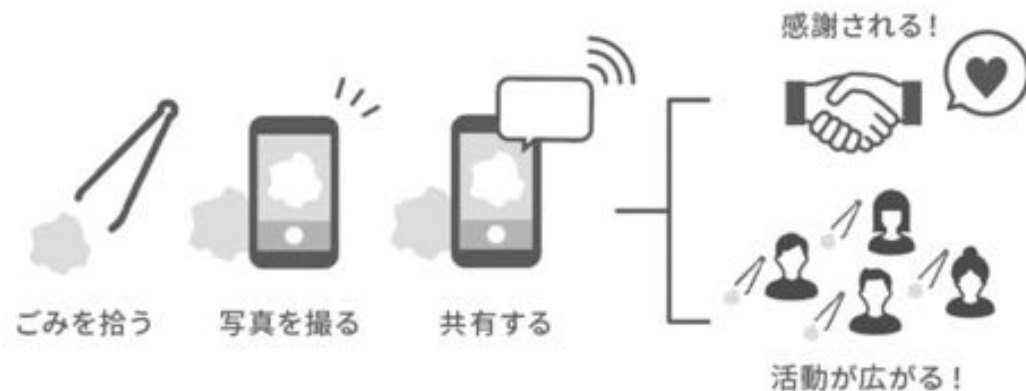 感謝される！
ごみを拾う
写真を撮る
共有する
活動が広がる！